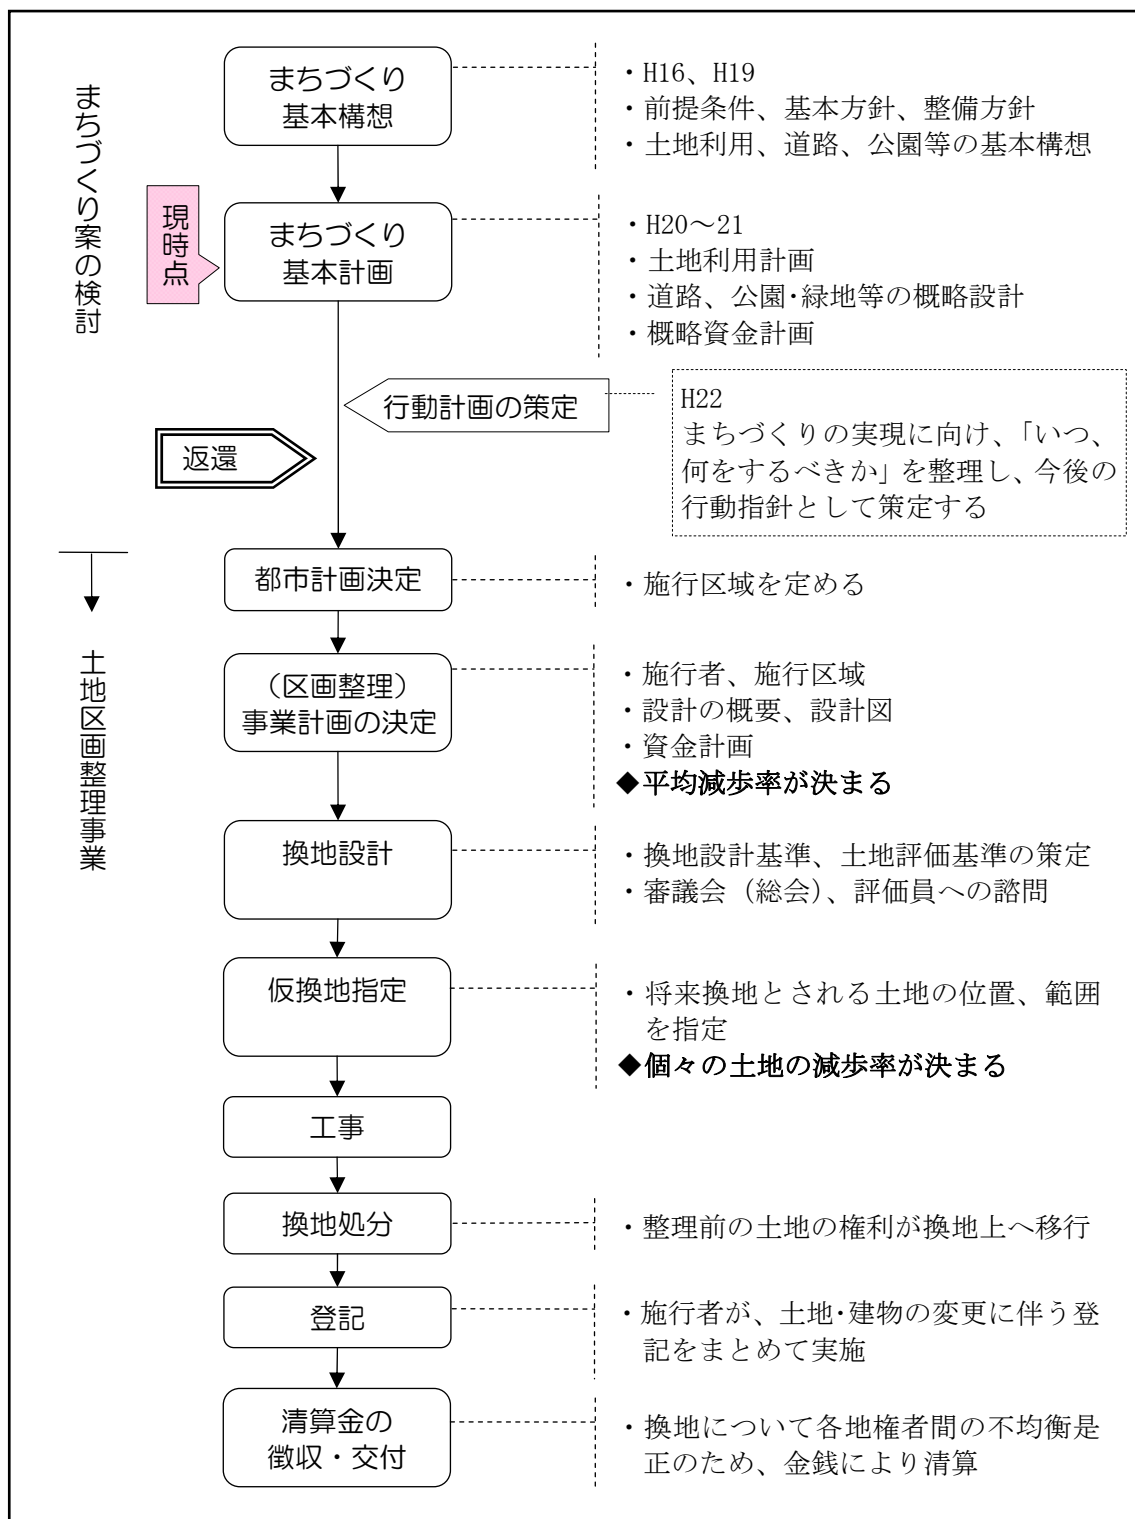 まちづくり案の検討
まちづくり
基本構想
・H16、H19
・前提条件、基本方針、整備方針
・土地利用、道路、公園等の基本構想
現時点
まちづくり
基本計画
・H20～21
・土地利用計画
・道路、公園・緑地等の概略設計
・概略資金計画
行動計画の策定
H22
まちづくりの実現に向け、「いつ、
何をするべきか」を整理し、今後の
行動指針として策定する
返還
土地区画整理事業
都市計画決定
・施行区域を定める
（区画整理）
事業計画の決定
・施行者、施行区域
・設計の概要、設計図
・資金計画
◆平均減歩率が決まる
換地設計
・換地設計基準、土地評価基準の策定
・審議会（総会）、評価員への諮問
仮換地指定
・将来換地とされる土地の位置、範囲
を指定
◆個々の土地の減歩率が決まる
工事
換地処分
・整理前の土地の権利が換地上へ移行
登記
・施行者が、土地・建物の変更に伴う登
記をまとめて実施
清算金の
徴収・交付
・換地について各地権者間の不均衡是
正のため、金銭により清算